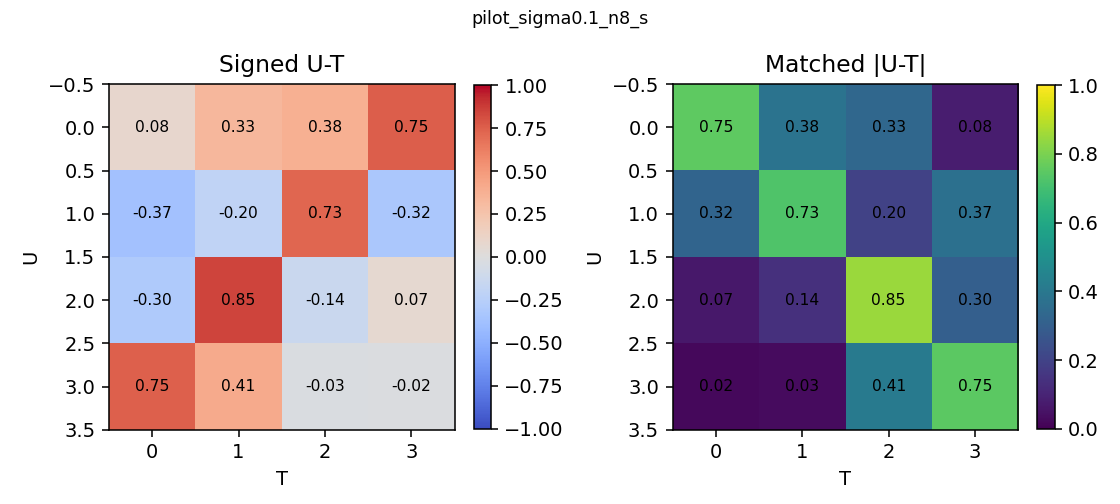 pilot_sigma0.1_n8_s
Signed U-T
−0.5
0.0
0.5
1.0
1.5
2.0
2.5
3.0
3.5
U
0.08 0.33 0.38 0.75
-0.37 -0.20 0.73 -0.32
-0.30 0.85 -0.14 0.07
0.75 0.41 -0.03 -0.02
0 1 2 3
T
1.00
0.75
0.50
0.25
0.00
−0.25
−0.50
−0.75
−1.00
Matched |U-T|
−0.5
0.0
0.5
1.0
1.5
2.0
2.5
3.0
3.5
U
0.75 0.38 0.33 0.08
0.32 0.73 0.20 0.37
0.07 0.14 0.85 0.30
0.02 0.03 0.41 0.75
0 1 2 3
T
1.0
0.8
0.6
0.4
0.2
0.0